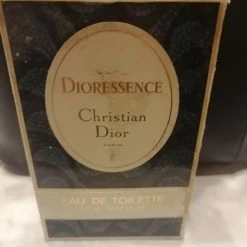 DIORESSENCE
Christian
Dior
PARIS
EAU DE TOILETTE